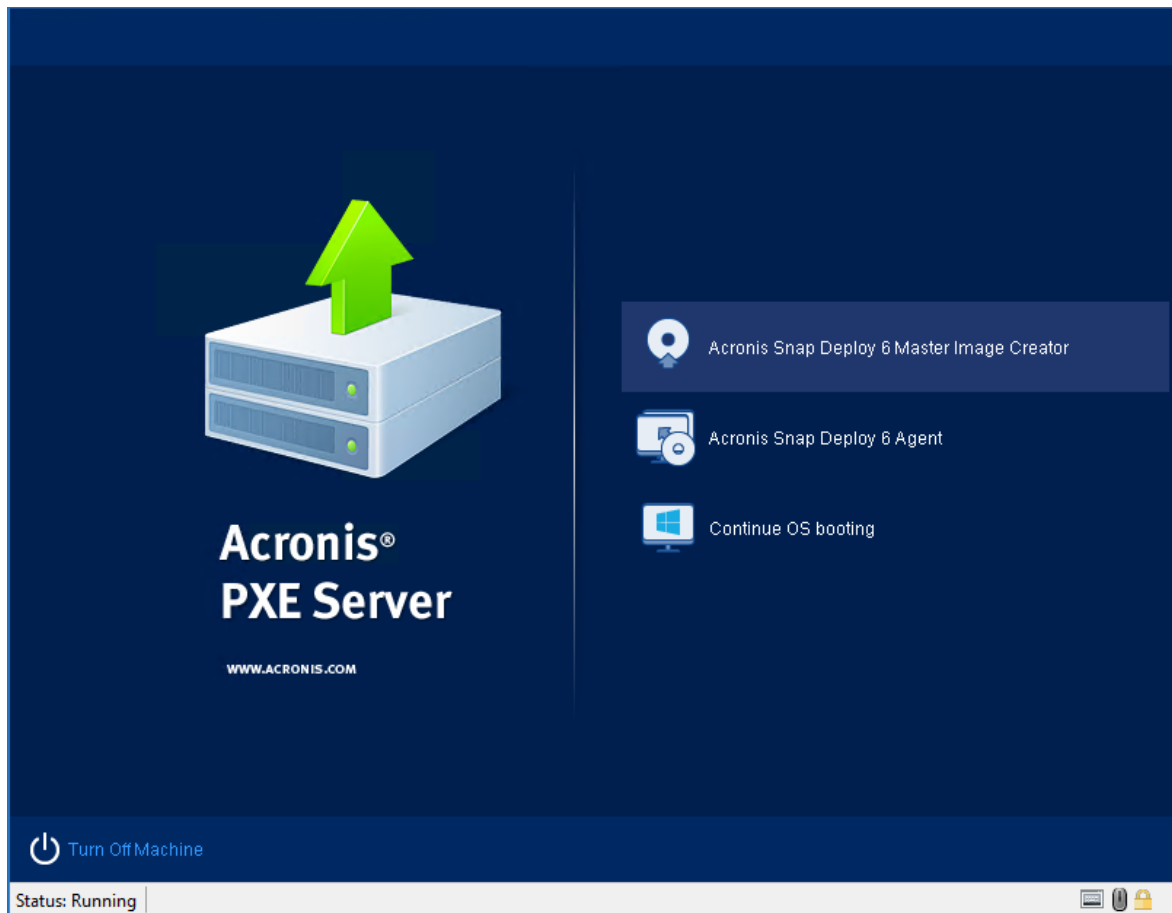 Acronis Snap Deploy 6 Master Image Creator
Acronis Snap Deploy 6 Agent
Continue OS booting
Acronis®
PXE Server
WWW.ACRONIS.COM
Turn Off Machine
Status: Running